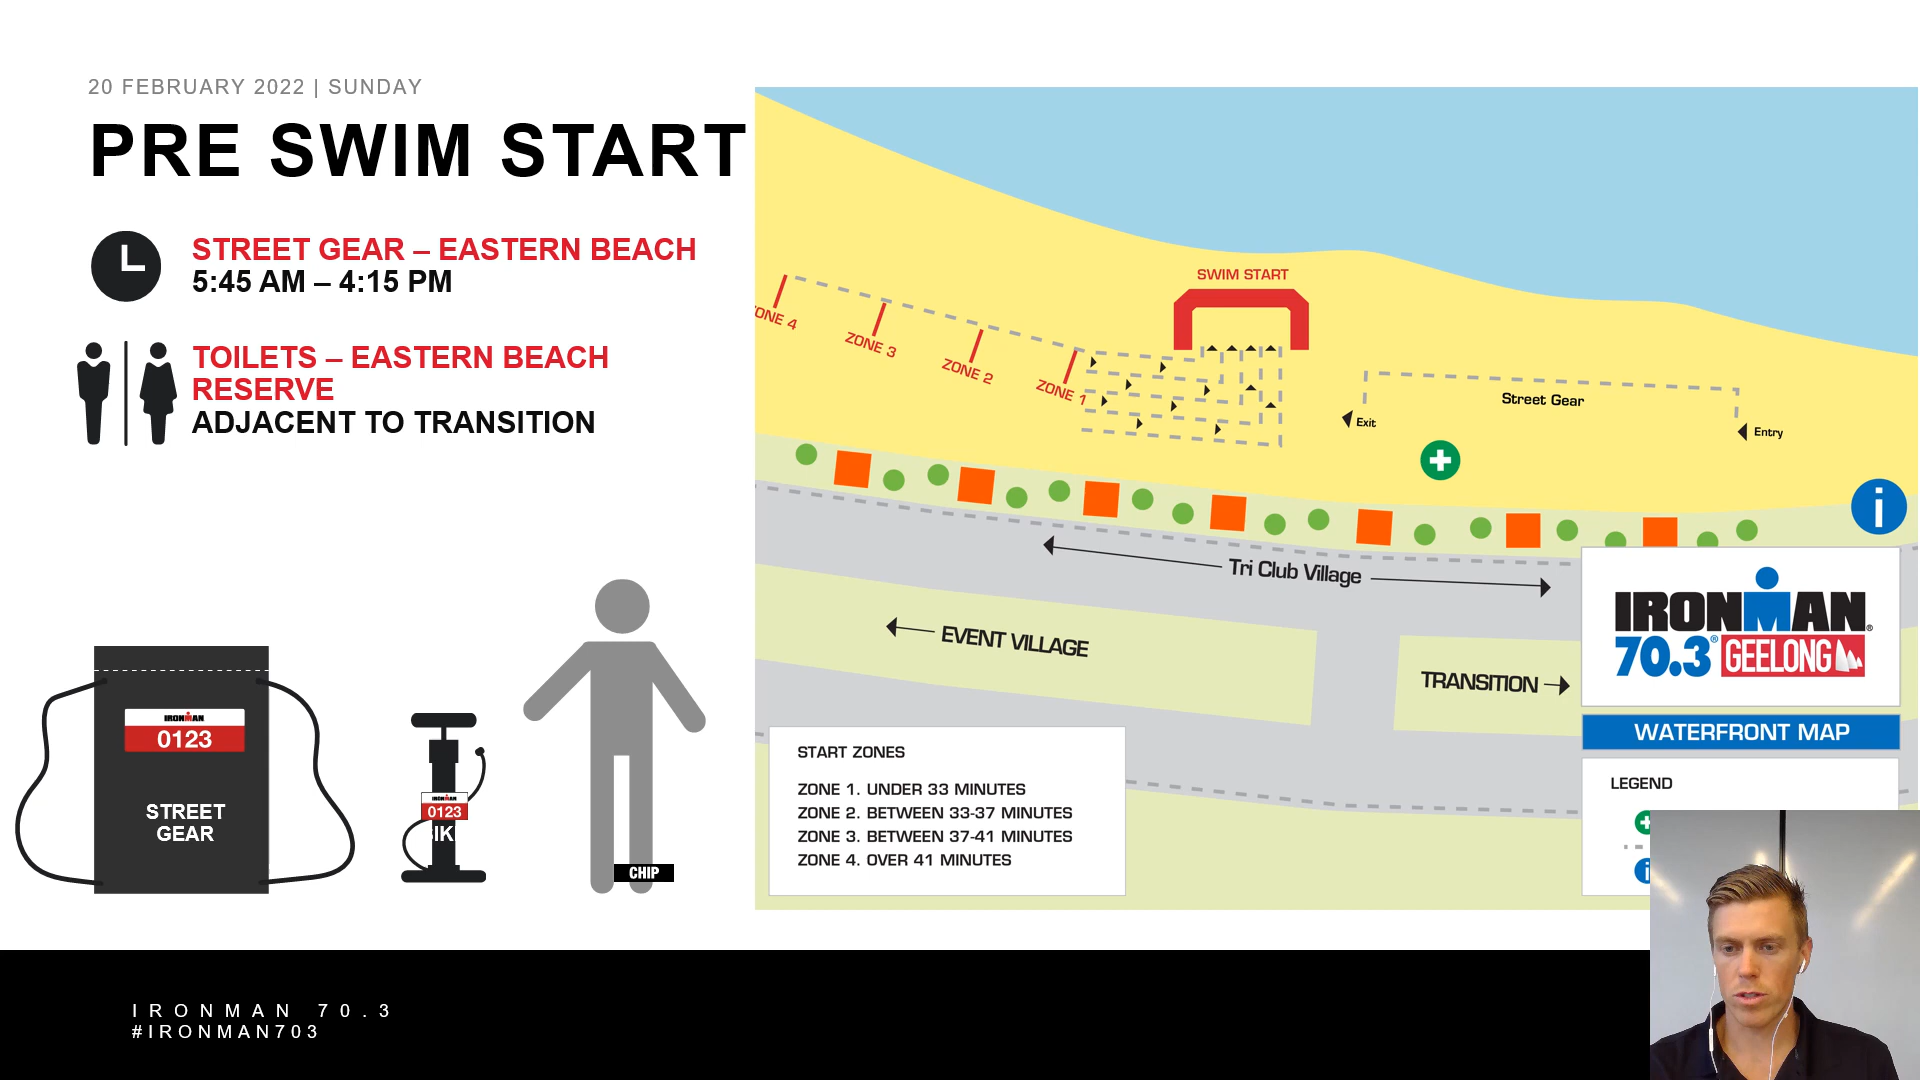 20 FEBRUARY 2022 | SUNDAY
PRE SWIM START
STREET GEAR – EASTERN BEACH
5:45 AM – 4:15 PM
TOILETS – EASTERN BEACH
RESERVE
ADJACENT TO TRANSITION
IRONMAN
0123
STREET
GEAR
IRONMAN
0123
CHIP
SWIM START
ZONE 4
ZONE 3
ZONE 2
ZONE 1
Street Gear
Exit
Entry
i
Tri Club Village
EVENT VILLAGE
TRANSITION
START ZONES
ZONE 1. UNDER 33 MINUTES
ZONE 2. BETWEEN 33-37 MINUTES
ZONE 3. BETWEEN 37-41 MINUTES
ZONE 4. OVER 41 MINUTES
IRONMAN®
70.3® GEELONG
WATERFRONT MAP
LEGEND
i
IRONMAN 70.3
#IRONMAN703